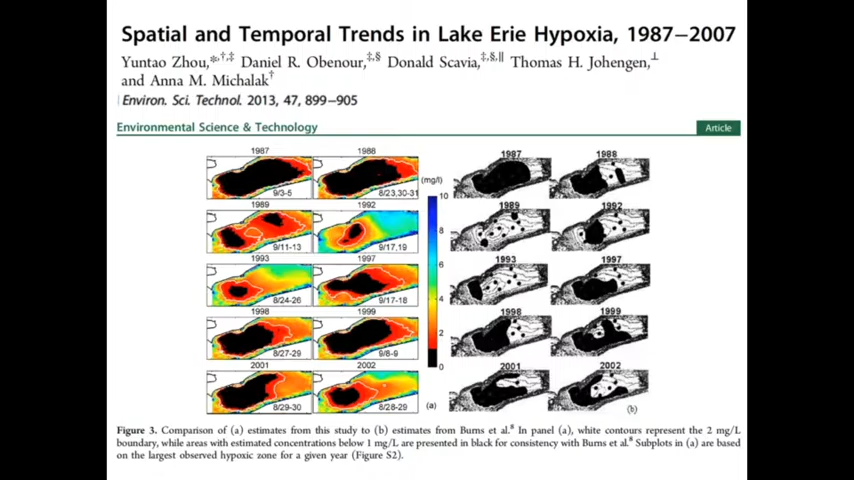 Spatial and Temporal Trends in Lake Erie Hypoxia, 1987−2007
Yuntao Zhou,*,†,‡ Daniel R. Obenour,‡,§ Donald Scavia,‡,§,∥ Thomas H. Johengen,⊥
and Anna M. Michalak†
Environ. Sci. Technol. 2013, 47, 899−905
Environmental Science & Technology
Article
1987 1988
9/3-5 8/23,30-31
1989 1992
9/11-13 9/17,19
1993 1997
8/24-26 9/17-18
1998 1999
8/27-29 9/8-9
2001 2002
8/29-30 8/28-29
(a)
(mg/l)
10
8
6
4
2
0
1987 1988
1989 1992
1993 1997
1998 1999
2001 2002
(b)
Figure 3. Comparison of (a) estimates from this study to (b) estimates from Burns et al.8 In panel (a), white contours represent the 2 mg/L
boundary, while areas with estimated concentrations below 1 mg/L are presented in black for consistency with Burns et al.8 Subplots in (a) are based
on the largest observed hypoxic zone for a given year (Figure S2).